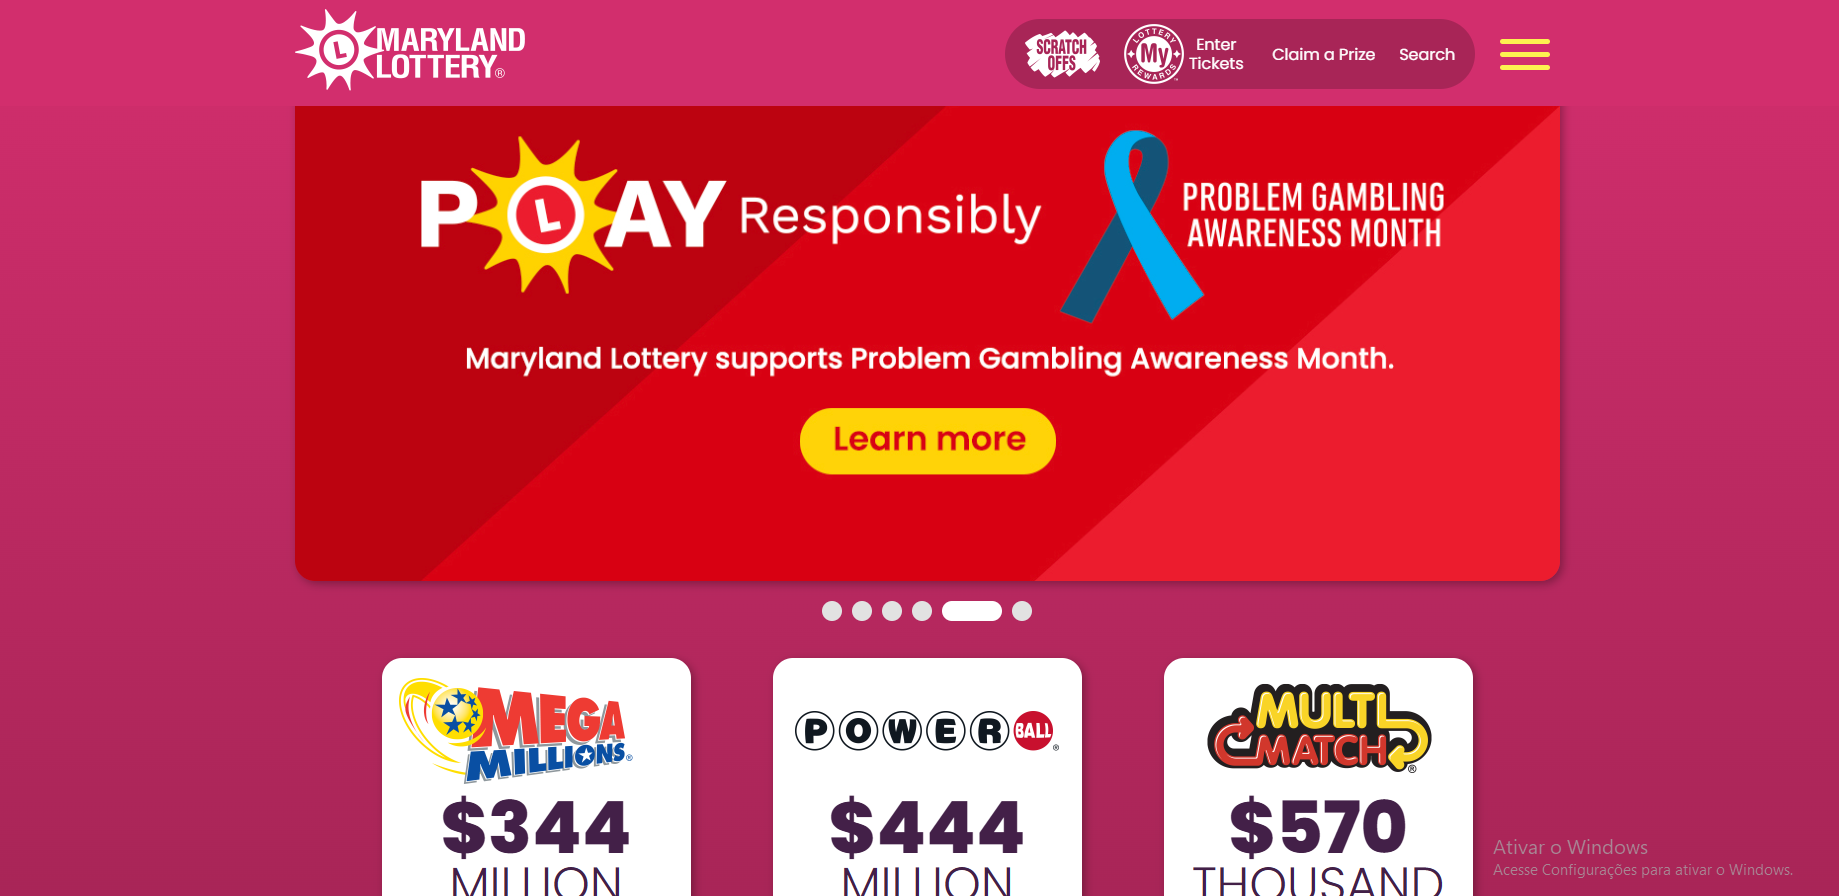 MARYLAND
LOTTERY®
SCRATCH
OFFS
LOTTERY
My
REWARDS
Enter
Tickets
Claim a Prize
Search
PLAY Responsibly
PROBLEM GAMBLING
AWARENESS MONTH
Maryland Lottery supports Problem Gambling Awareness Month.
Learn more
MEGA
MILLIONS®
POWERBALL®
MULTI
MATCH®
$344
MILLION
$444
MILLION
$570
THOUSAND
Ativar o Windows
Acesse Configurações para ativar o Windows.